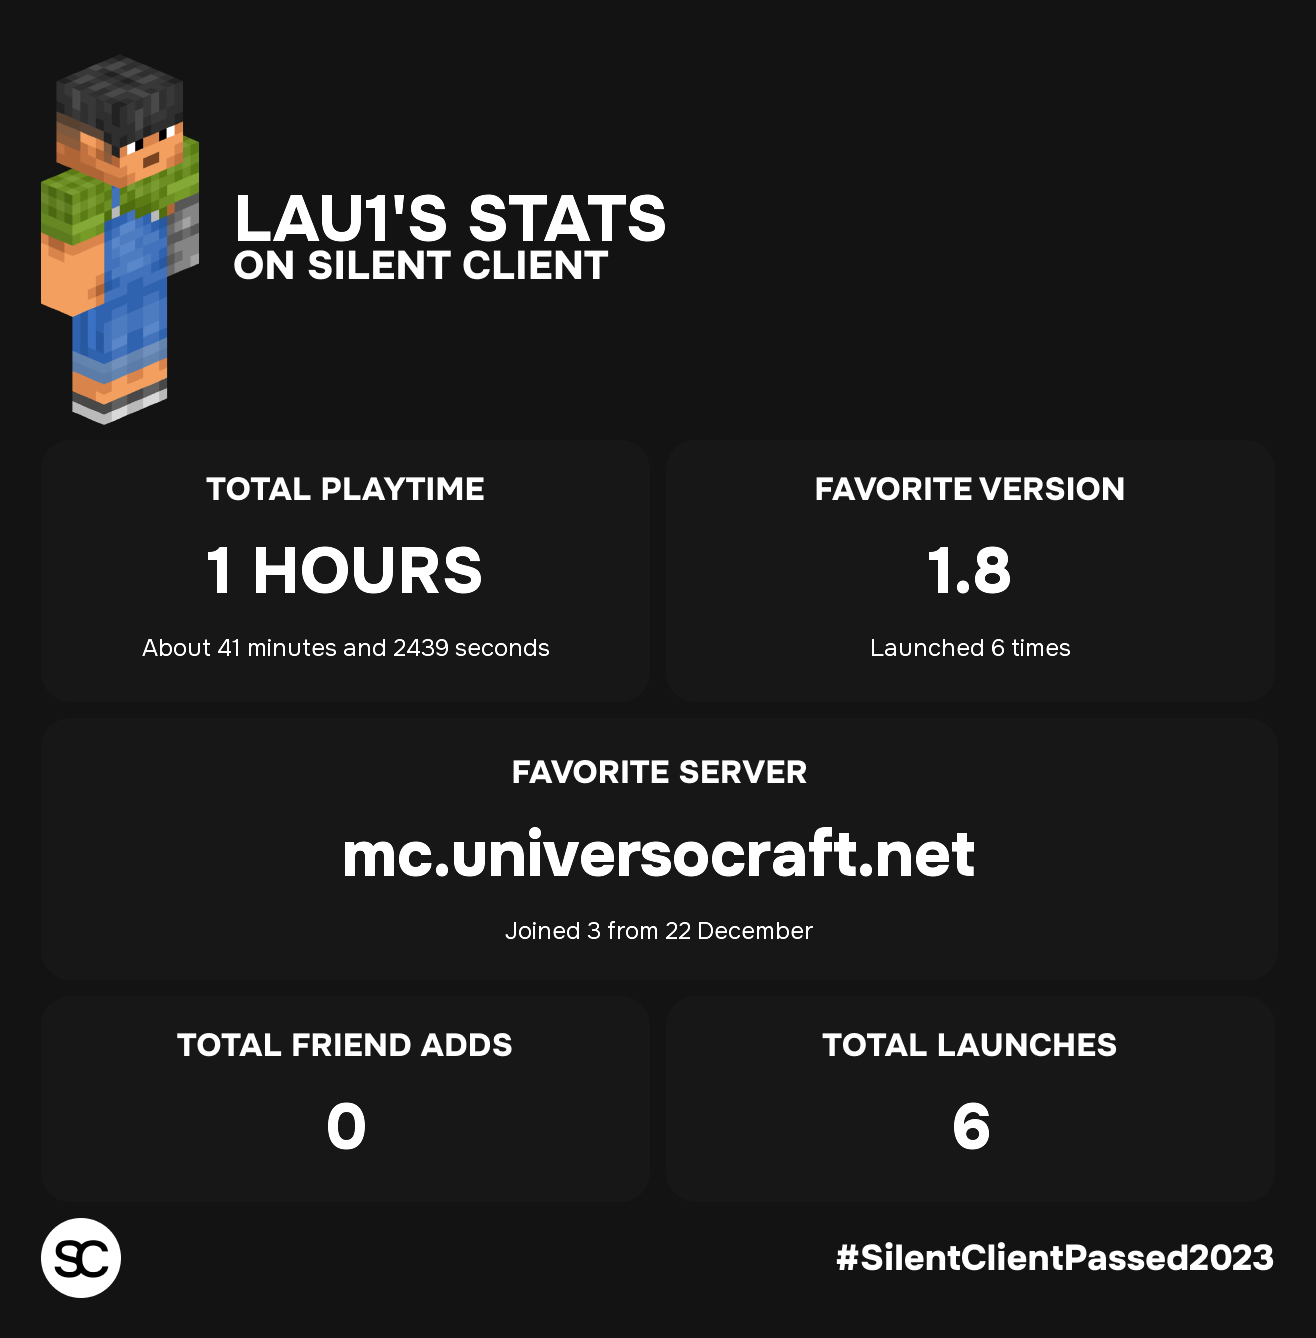 LAU1'S STATS
ON SILENT CLIENT
TOTAL PLAYTIME
1 HOURS
About 41 minutes and 2439 seconds
FAVORITE VERSION
1.8
Launched 6 times
FAVORITE SERVER
mc.universocraft.net
Joined 3 from 22 December
TOTAL FRIEND ADDS
0
TOTAL LAUNCHES
6
SC
#SilentClientPassed2023